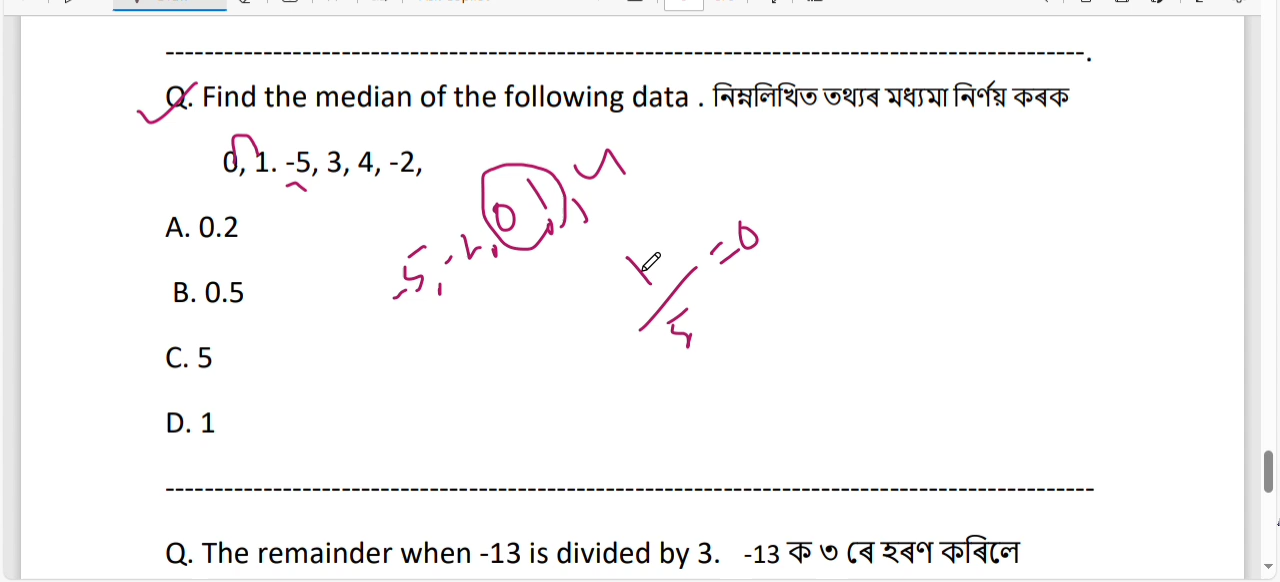 --------------------------------------------------------------------------------------------.
Q. Find the median of the following data . নিম্নলিখিত তথ্যৰ মধ্যমা নিৰ্ণয় কৰক
0, 1. -5, 3, 4, -2,
A. 0.2
B. 0.5
C. 5
D. 1
---------------------------------------------------------------------------------------------
Q. The remainder when -13 is divided by 3. -13 ক ৩ ৰে হৰণ কৰিলে